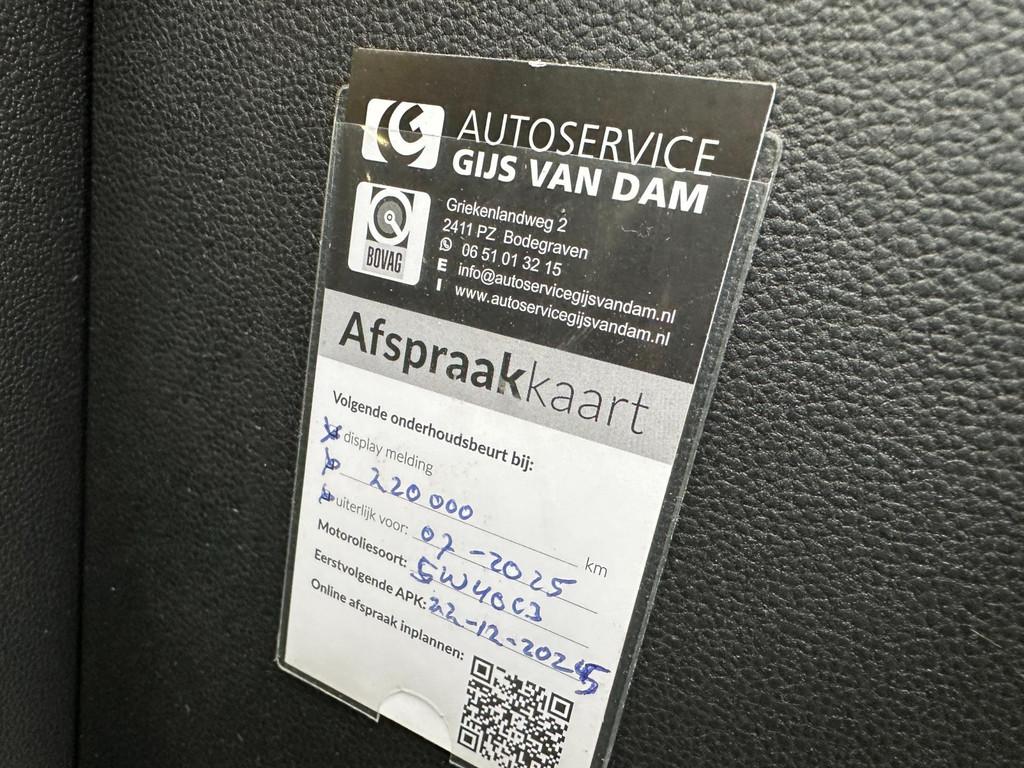 AUTOSERVICE
GIJS VAN DAM
BOVAG
Griekenlandweg 2
2411 PZ Bodegraven
06 51 01 32 15
E info@autoservicegijsvandam.nl
I www.autoservicegijsvandam.nl
Afspraakkaart
Volgende onderhoudsbeurt bij:
display melding
220 000 km
uiterlijk voor: 07-2025
Motoroliesoort: 5W40C3
Eerstvolgende APK: 22-12-2025
Online afspraak inplannen: